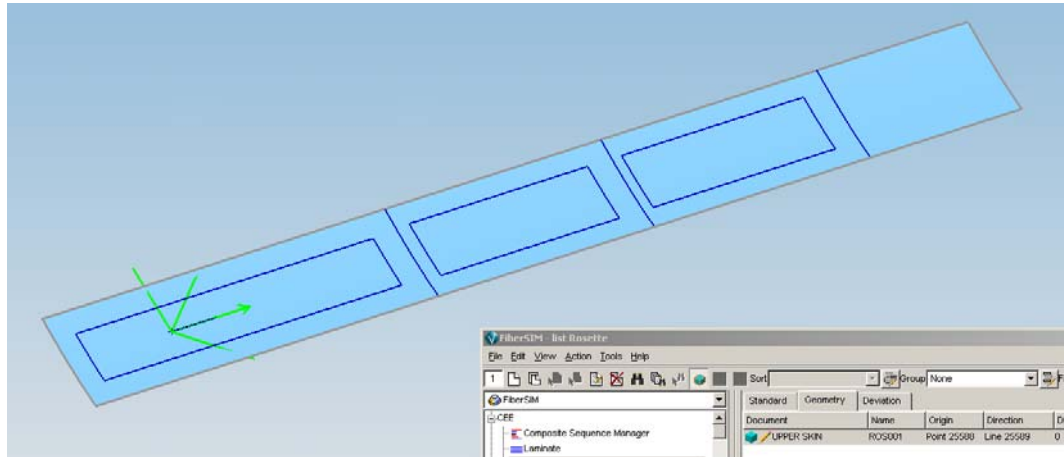 FiberSIM - list Rosette
File Edit View Action Tools Help
1 Sort Group None
FiberSIM Standard Geometry Deviation
CEE Document Name Origin Direction
Composite Sequence Manager UPPER SKIN ROS001 Point 25588 Line 25589 0
Laminate